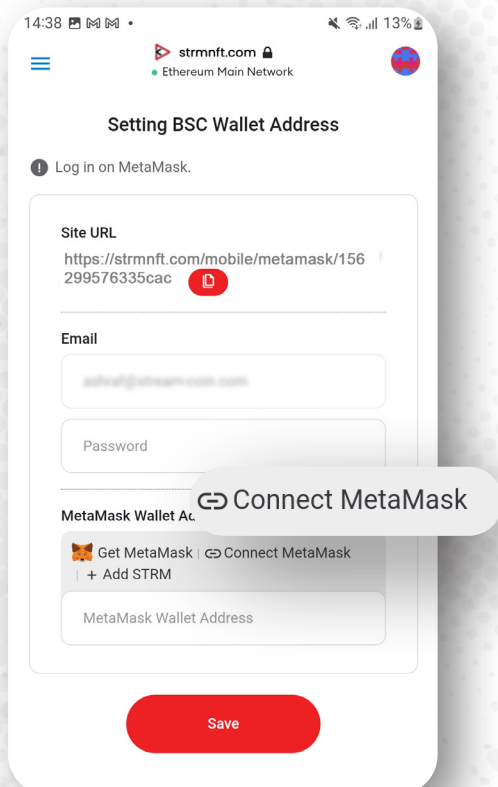 14:38
13%
strmnft.com
Ethereum Main Network
Setting BSC Wallet Address
Log in on MetaMask.
Site URL
https://strmnft.com/mobile/metamask/156
299576335cac
Email
Password
Connect MetaMask
MetaMask Wallet
Get MetaMask | Connect MetaMask
| + Add STRM
MetaMask Wallet Address
Save